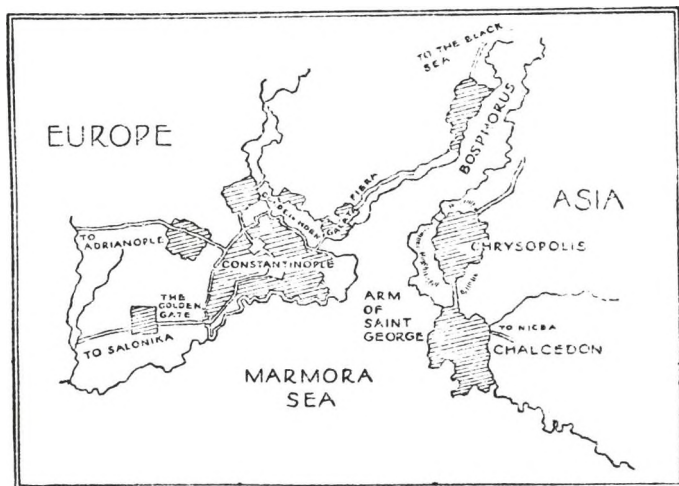 TO THE BLACK
SEA
EUROPE
BOSPHORUS
ASIA
PIBRA
TO
ADRIANOPLE
CONSTANTINOPLE
CHRYSOPOLIS
THE
GOLDEN
GATE
ARM
OF
SAINT
GEORGE
TO SALONIKA
TO NICEA
CHALCEDON
MARMORA
SEA